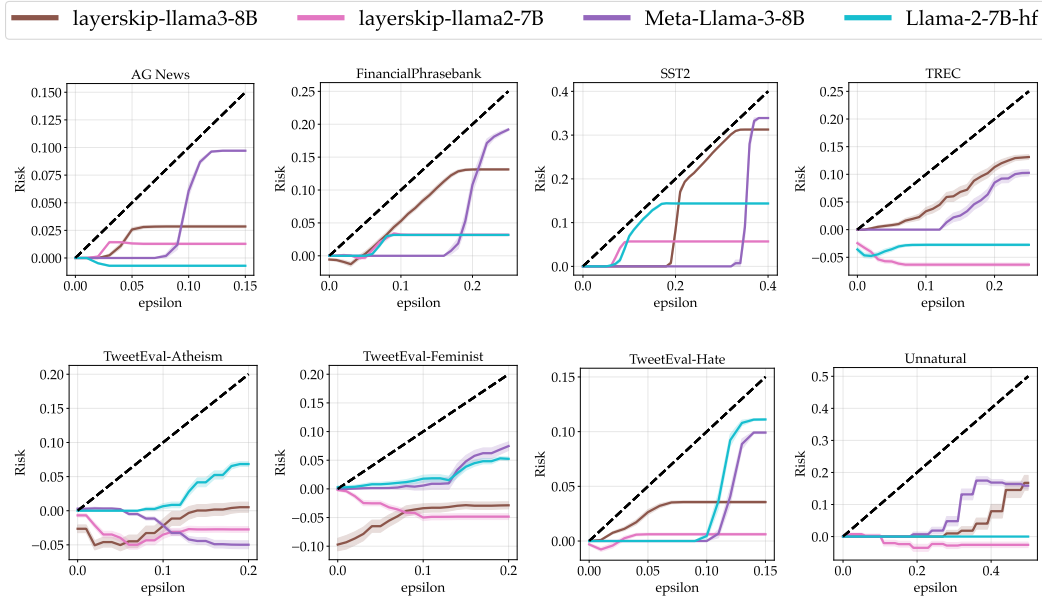 layerskip-llama3-8B layerskip-llama2-7B Meta-Llama-3-8B Llama-2-7B-hf
AG News FinancialPhrasebank SST2 TREC
0.150
0.125
0.100
0.075
0.050
0.025
0.000
Risk
0.00 0.05 0.10 0.15
epsilon
0.25
0.20
0.15
0.10
0.05
0.00
Risk
0.0 0.1 0.2
epsilon
0.4
0.3
0.2
0.1
0.0
Risk
0.0 0.2 0.4
epsilon
0.25
0.20
0.15
0.10
0.05
0.00
−0.05
Risk
0.0 0.1 0.2
epsilon
TweetEval-Atheism TweetEval-Feminist TweetEval-Hate Unnatural
0.20
0.15
0.10
0.05
0.00
−0.05
Risk
0.0 0.1 0.2
epsilon
0.20
0.15
0.10
0.05
0.00
−0.05
−0.10
Risk
0.0 0.1 0.2
epsilon
0.15
0.10
0.05
0.00
Risk
0.00 0.05 0.10 0.15
epsilon
0.5
0.4
0.3
0.2
0.1
0.0
Risk
0.0 0.2 0.4
epsilon